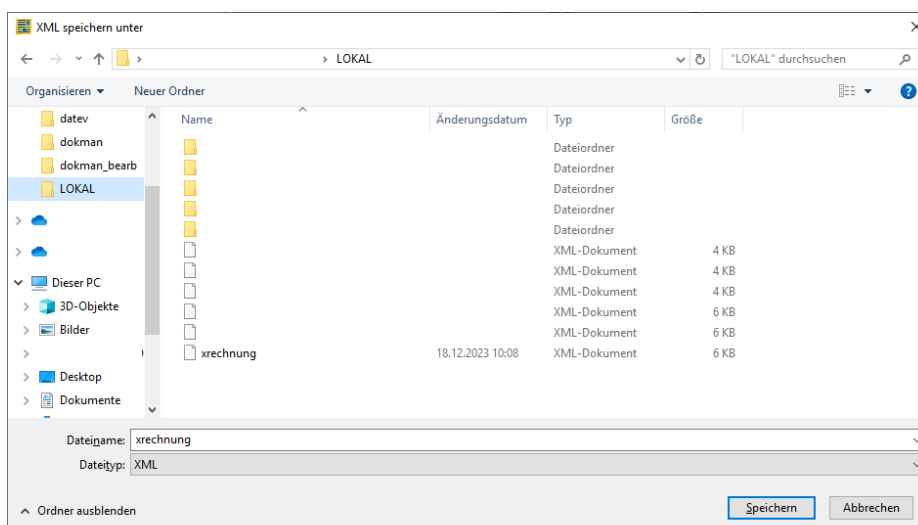 XML speichern unter
LOKAL
"LOKAL" durchsuchen
Organisieren
Neuer Ordner
Name Änderungsdatum Typ Größe
datev
dokman
dokman_bearb
LOKAL
Dieser PC
3D-Objekte
Bilder
Desktop
Dokumente
Dateiordner
Dateiordner
Dateiordner
Dateiordner
Dateiordner
XML-Dokument 4 KB
XML-Dokument 4 KB
XML-Dokument 4 KB
XML-Dokument 6 KB
XML-Dokument 6 KB
xrechnung 18.12.2023 10:08 XML-Dokument 6 KB
Dateiname: xrechnung
Dateityp: XML
Ordner ausblenden
Speichern
Abbrechen